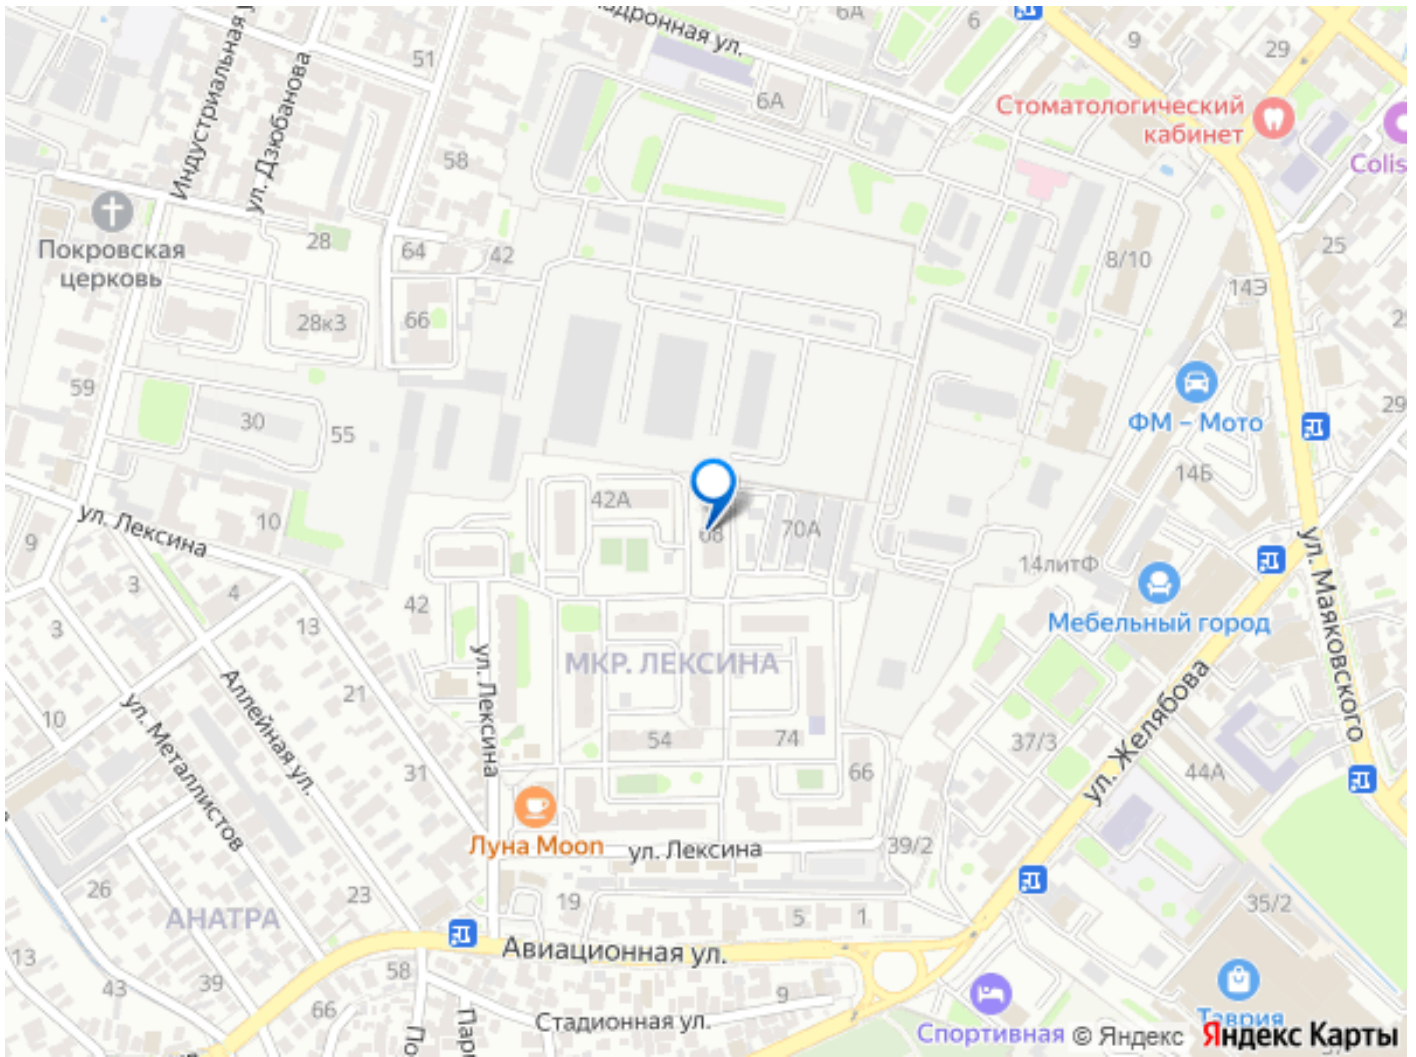 6А
6
9
29
51
6А
Стоматологический
кабинет
Индустриальная
ул. Дзюбанова
58
Покровская
церковь
28
64
42
25
8/10
14Э
28к3
66
59
30
55
ФМ – Мото
29
14Б
42А
ул. Лексина
10
9
68
70А
14литФ
ул. Маяковского
3
4
42
3
13
Мебельный город
МКР. ЛЕКСИНА
ул. Лексина
21
Аллейная ул.
10
ул. Металлистов
54
74
37/3
ул. Желябова
44А
31
66
Луна Moon
ул. Лексина
39/2
26
23
19
5
1
35/2
АНАТРА
Авиационная ул.
13
58
43
39
66
9
Стадионная ул.
Спортивная
Таврия
© Яндекс
Яндекс Карты